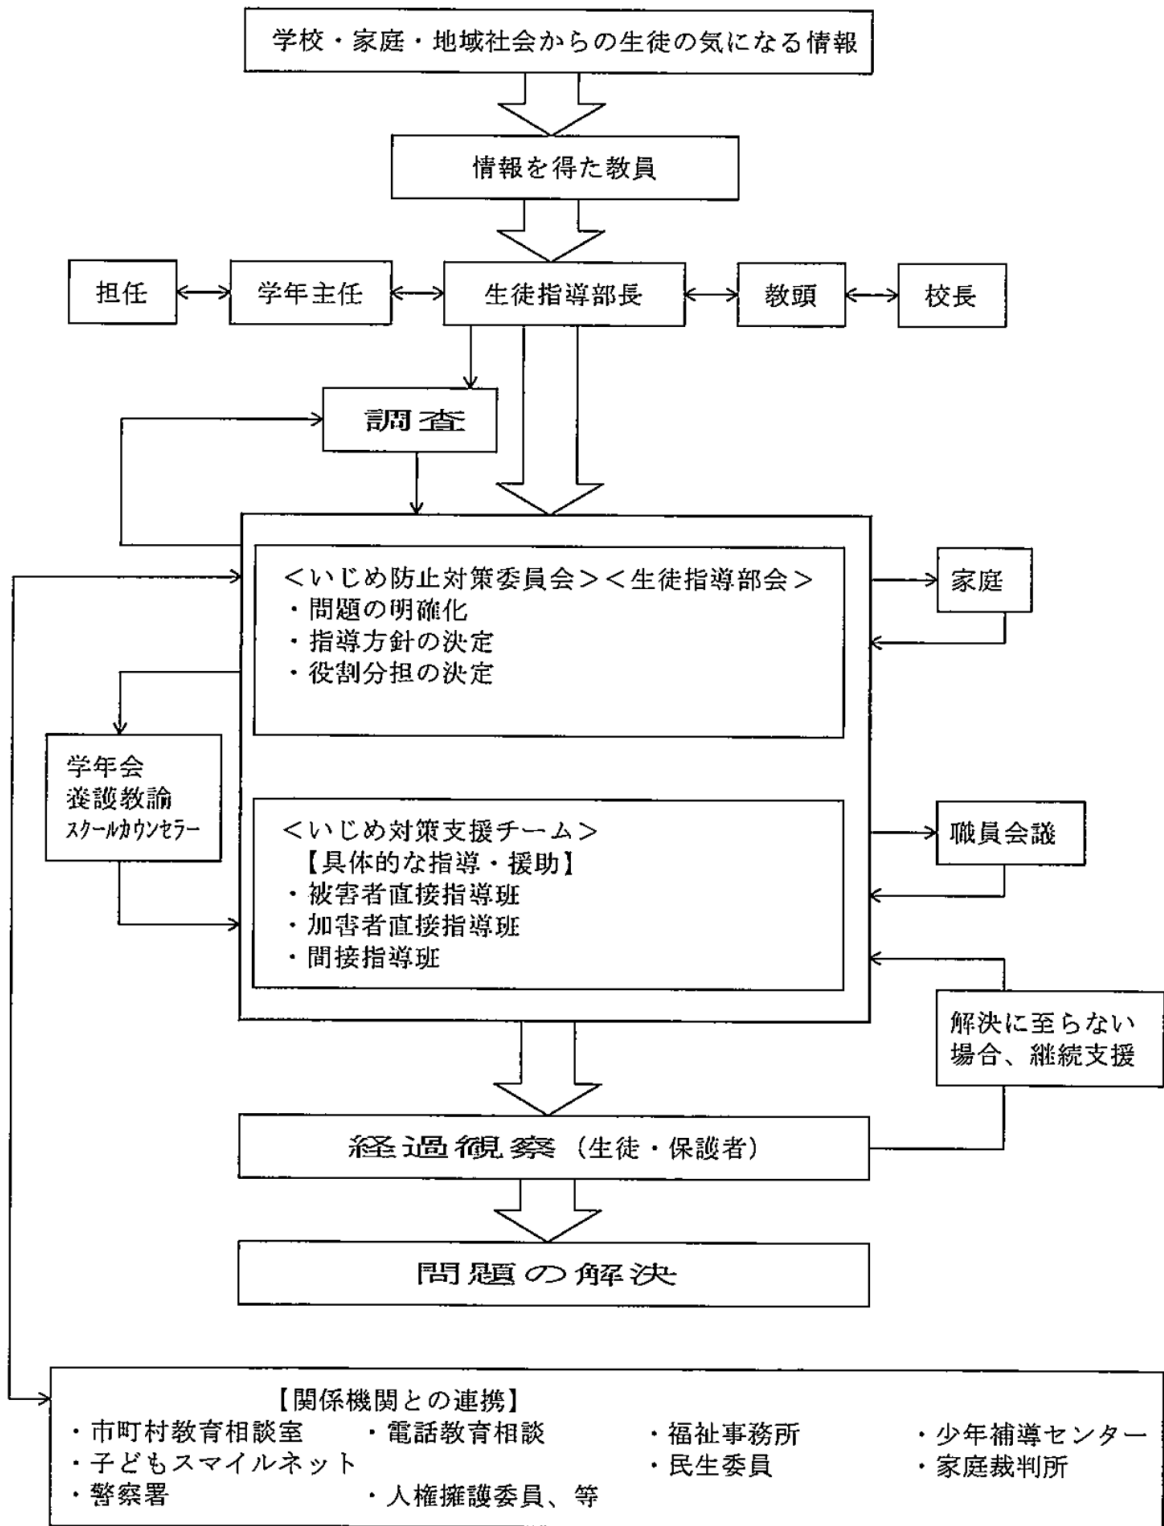 学校・家庭・地域社会からの生徒の気になる情報
情報を得た教員
担任
学年主任
生徒指導部長
教頭
校長
調査
＜いじめ防止対策委員会＞＜生徒指導部会＞
・問題の明確化
・指導方針の決定
・役割分担の決定
家庭
学年会
養護教諭
スクールカウンセラー
＜いじめ対策支援チーム＞
【具体的な指導・援助】
・被害者直接指導班
・加害者直接指導班
・間接指導班
職員会議
解決に至らない
場合、継続支援
経過観察（生徒・保護者）
問題の解決
【関係機関との連携】
・市町村教育相談室 ・電話教育相談 ・福祉事務所 ・少年補導センター
・子どもスマイルネット ・民生委員 ・家庭裁判所
・警察署 ・人権擁護委員、等